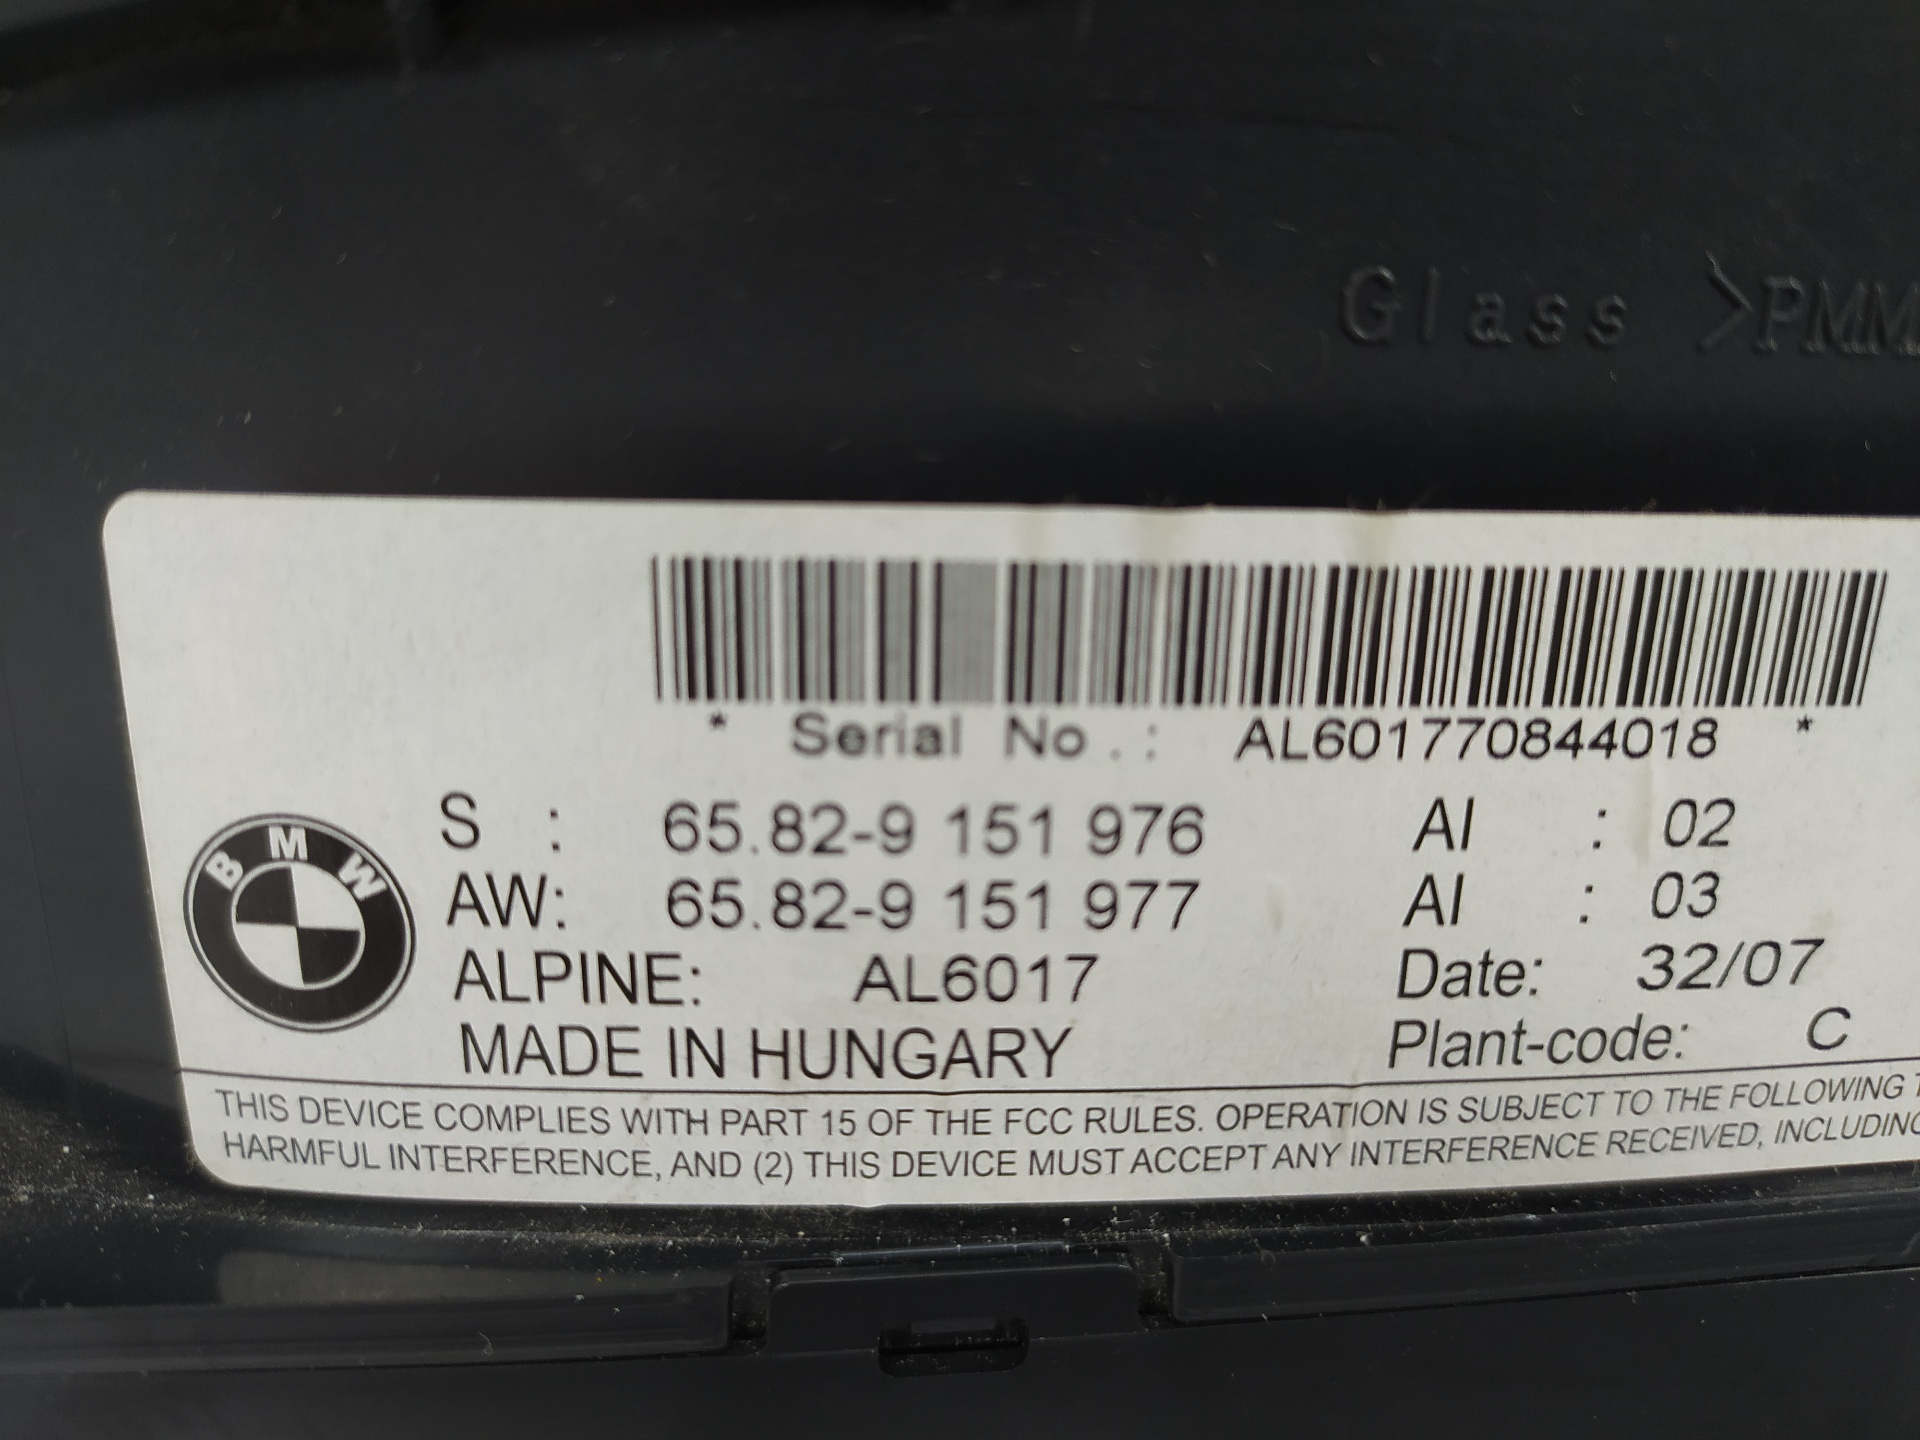 Glass >PMM
* Serial No.: AL601770844018 *
S : 65.82-9 151 976 AI : 02
AW: 65.82-9 151 977 AI : 03
ALPINE: AL6017 Date: 32/07
MADE IN HUNGARY Plant-code: C
BMW
THIS DEVICE COMPLIES WITH PART 15 OF THE FCC RULES. OPERATION IS SUBJECT TO THE FOLLOWING T
HARMFUL INTERFERENCE, AND (2) THIS DEVICE MUST ACCEPT ANY INTERFERENCE RECEIVED, INCLUDING